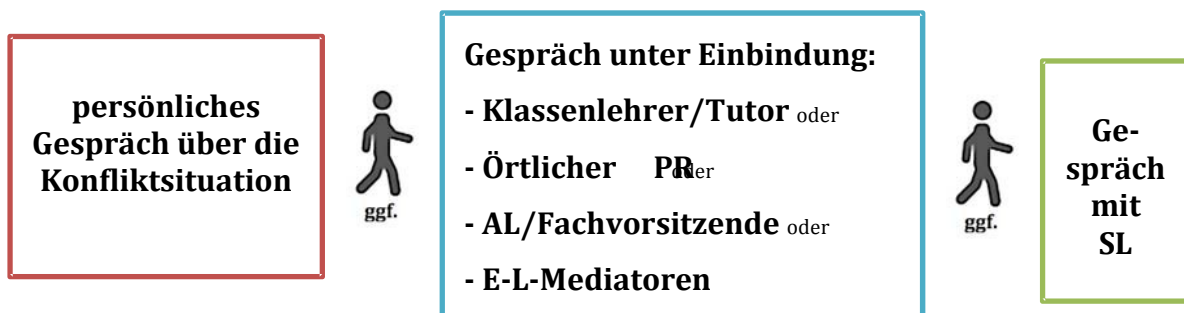 persönliches
Gespräch über die
Konfliktsituation
ggf.
Gespräch unter Einbindung:
- Klassenlehrer/Tutor oder
- Örtlicher PR oder
- AL/Fachvorsitzende oder
- E-L-Mediatoren
ggf.
Ge-
spräch
mit
SL